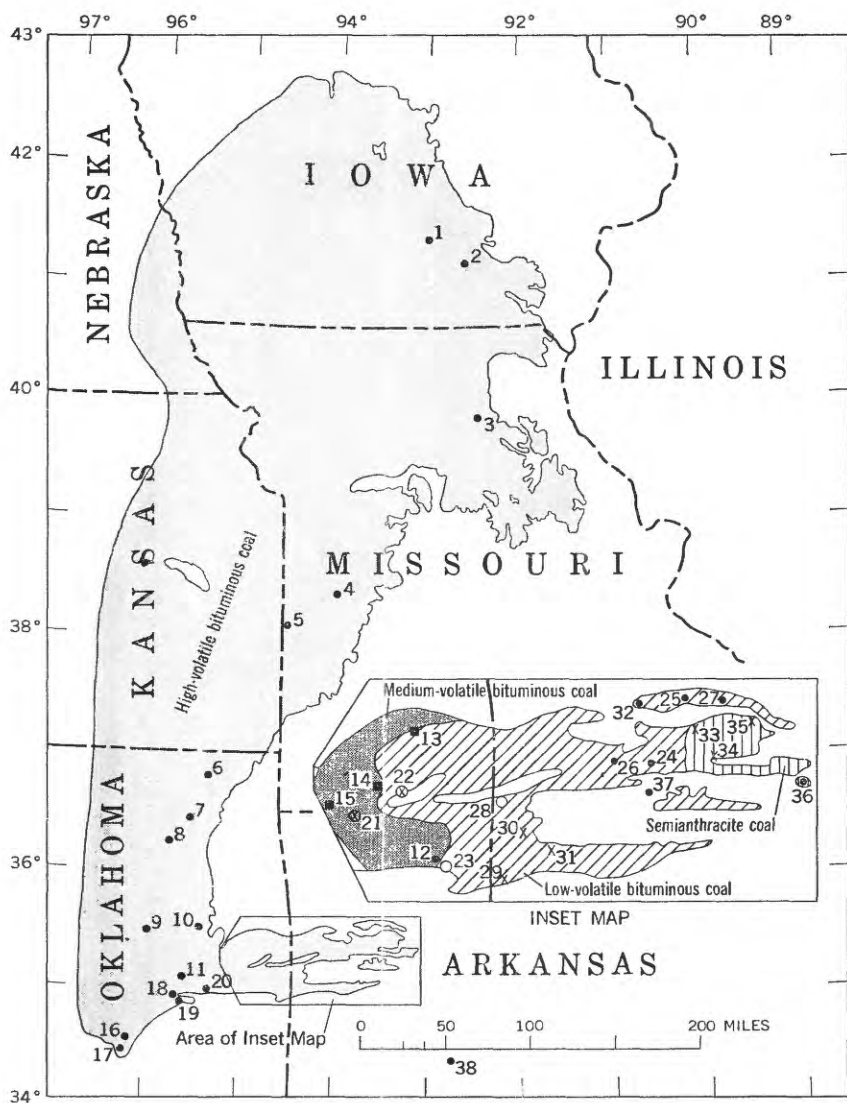 97° 96° 94° 92° 90° 89°
43°
42°
40°
38°
36°
34°
NEBRASKA
IOWA
ILLINOIS
KANSAS
MISSOURI
OKLAHOMA
ARKANSAS
High-volatile bituminous coal
1
2
3
4
5
6
7
8
9
10
11
18
20
19
16
17
38
Medium-volatile bituminous coal
32
25
27
13
33
35
34
26
24
14
22
15
21
37
36
28
Semianthracite coal
30
12
23
31
29
Low-volatile bituminous coal
INSET MAP
Area of Inset Map
0 50 100 200 MILES